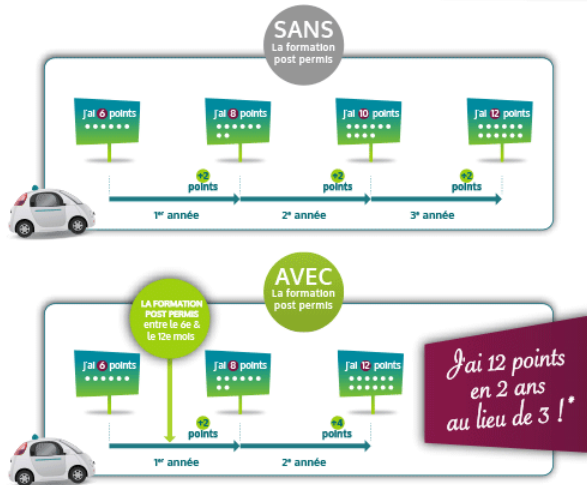 SANS
La formation
post permis
J'ai 6 points
J'ai 8 points
J'ai 10 points
J'ai 12 points
+2
points
+2
points
+2
points
1er année
2e année
3e année
AVEC
La formation
post permis
LA FORMATION
POST PERMIS
entre le 6e &
le 12e mois
J'ai 6 points
J'ai 8 points
J'ai 12 points
+2
points
+4
points
1er année
2e année
J'ai 12 points
en 2 ans
au lieu de 3 !*